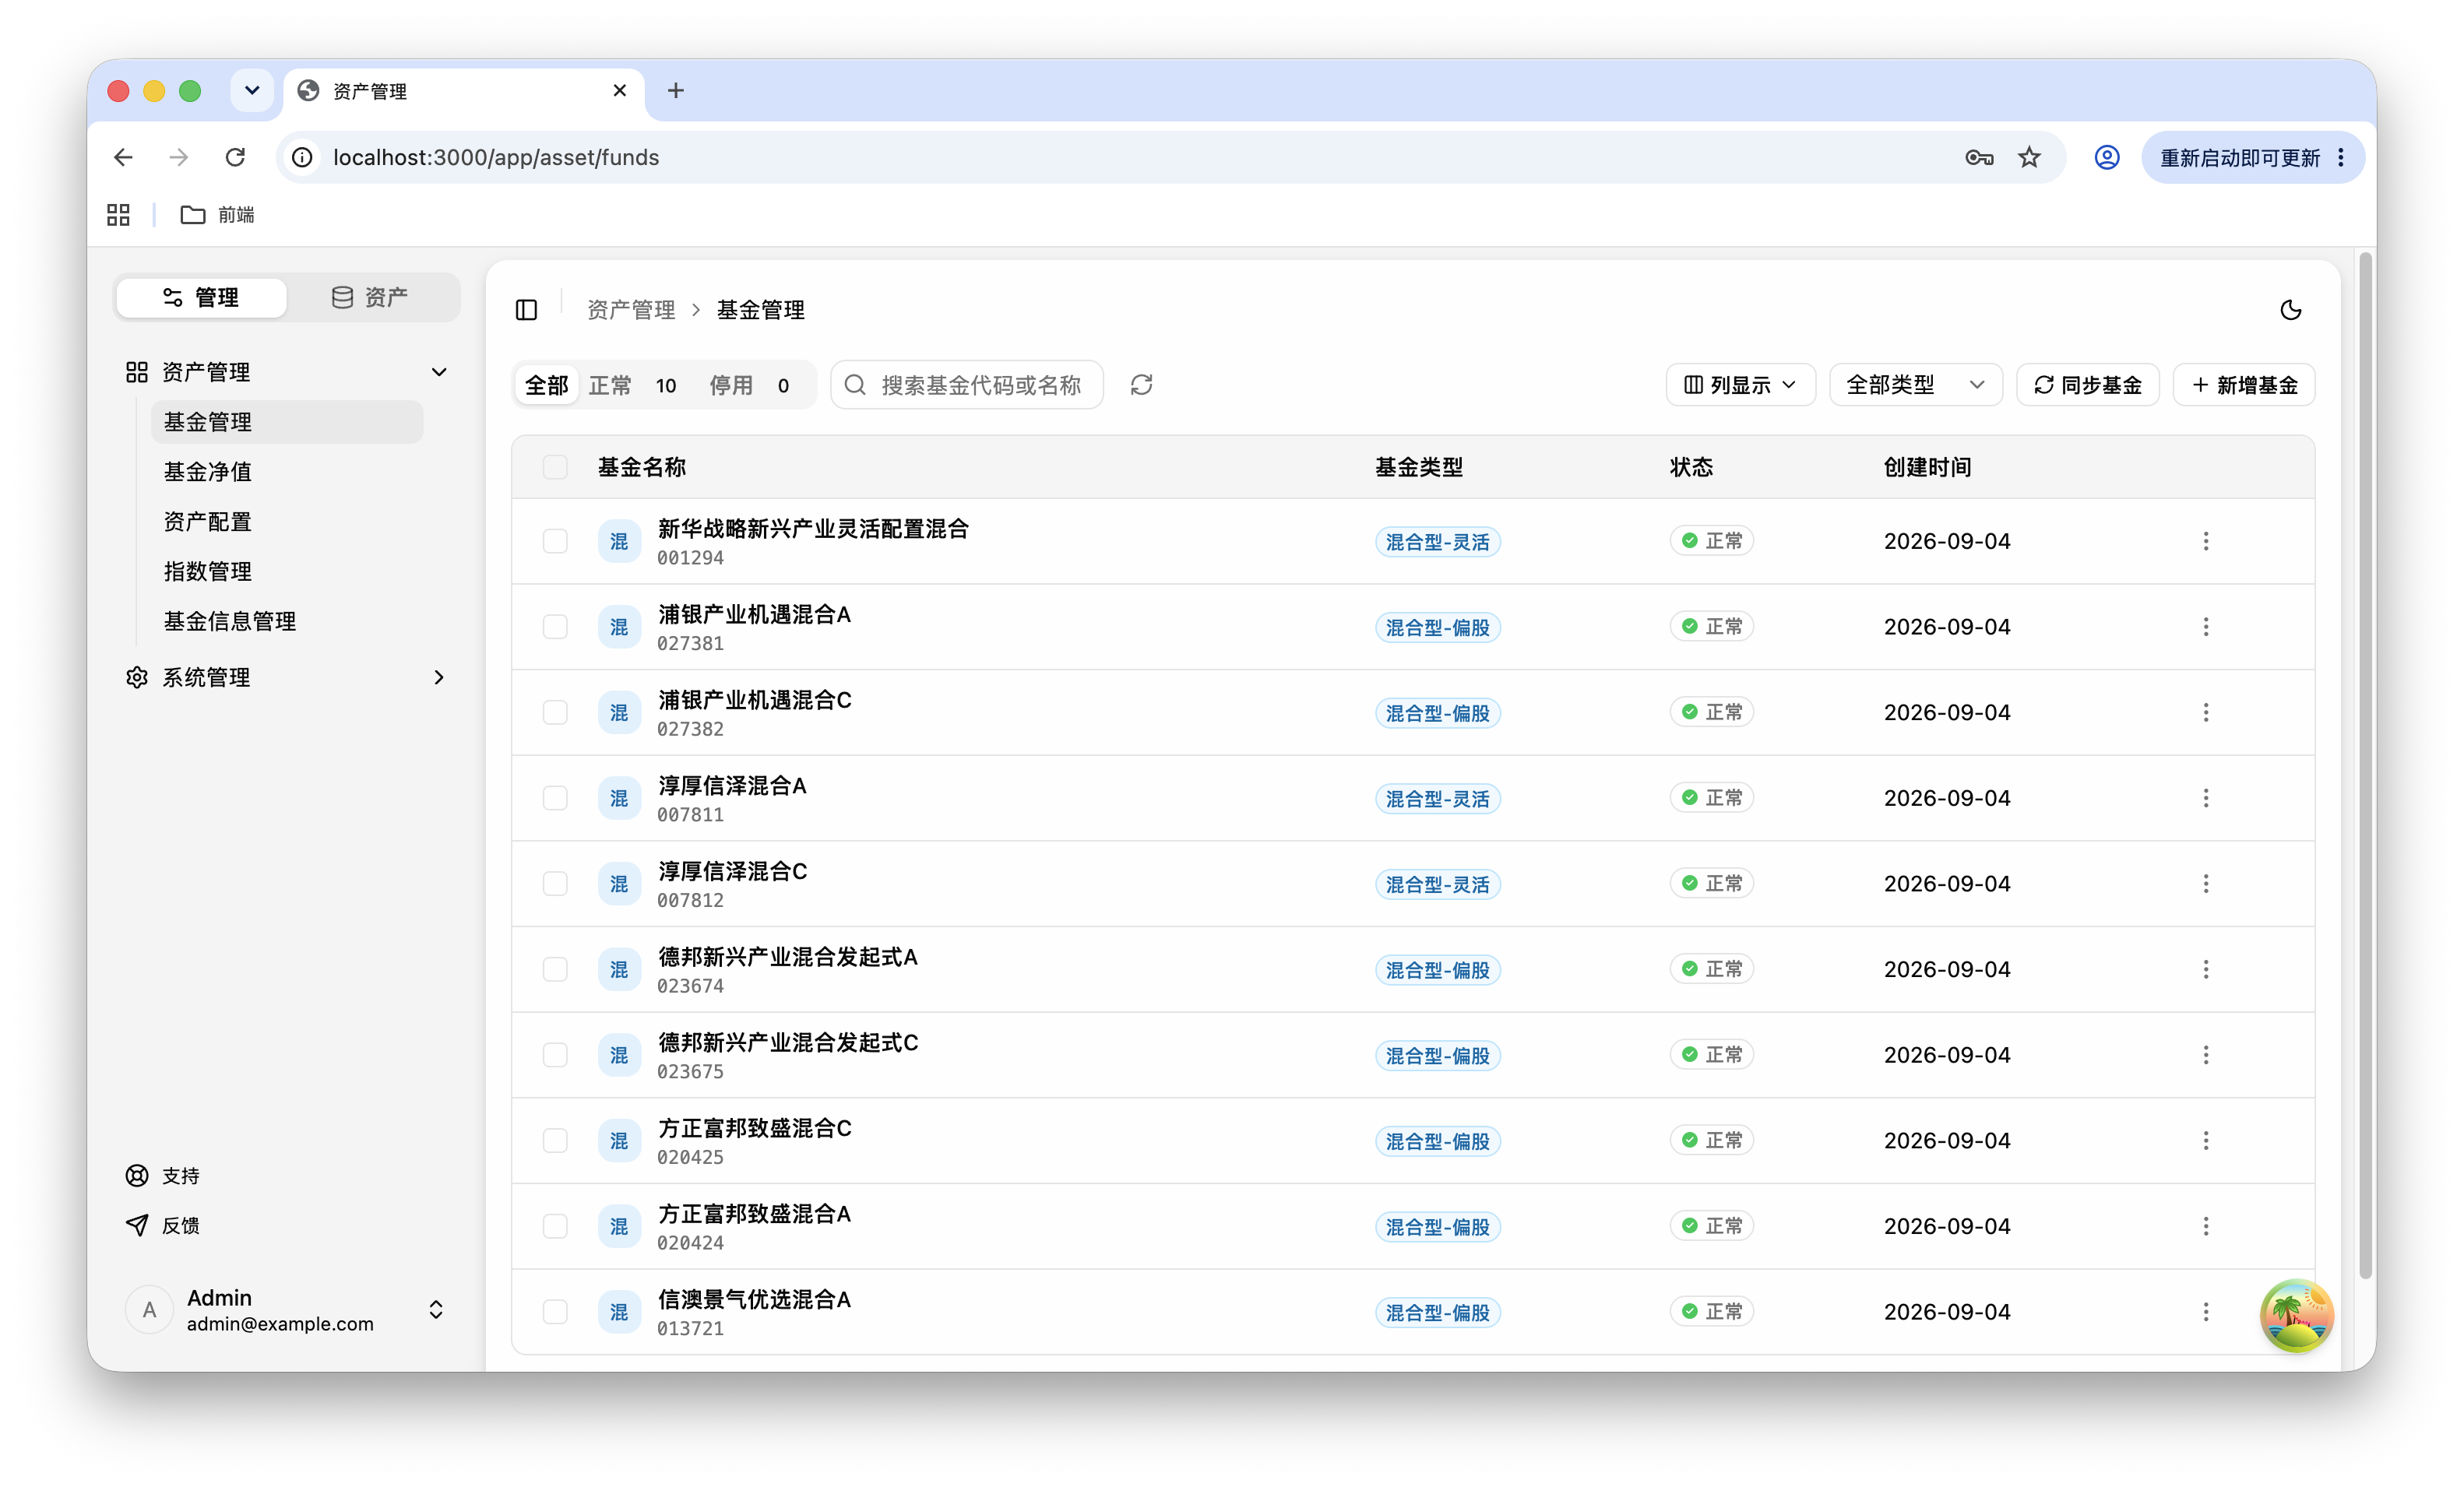 资产管理
localhost:3000/app/asset/funds
重新启动即可更新
前端
管理 资产
资产管理
基金管理
基金净值
资产配置
指数管理
基金信息管理
系统管理
支持
反馈
A
Admin
admin@example.com
资产管理 > 基金管理
全部 正常 10 停用 0 搜索基金代码或名称 列显示 全部类型 同步基金 + 新增基金
基金名称 基金类型 状态 创建时间
混 新华战略新兴产业灵活配置混合 混合型-灵活 正常 2026-09-04
001294
混 浦银产业机遇混合A 混合型-偏股 正常 2026-09-04
027381
混 浦银产业机遇混合C 混合型-偏股 正常 2026-09-04
027382
混 淳厚信泽混合A 混合型-灵活 正常 2026-09-04
007811
混 淳厚信泽混合C 混合型-灵活 正常 2026-09-04
007812
混 德邦新兴产业混合发起式A 混合型-偏股 正常 2026-09-04
023674
混 德邦新兴产业混合发起式C 混合型-偏股 正常 2026-09-04
023675
混 方正富邦致盛混合C 混合型-偏股 正常 2026-09-04
020425
混 方正富邦致盛混合A 混合型-偏股 正常 2026-09-04
020424
混 信澳景气优选混合A 混合型-偏股 正常 2026-09-04
013721